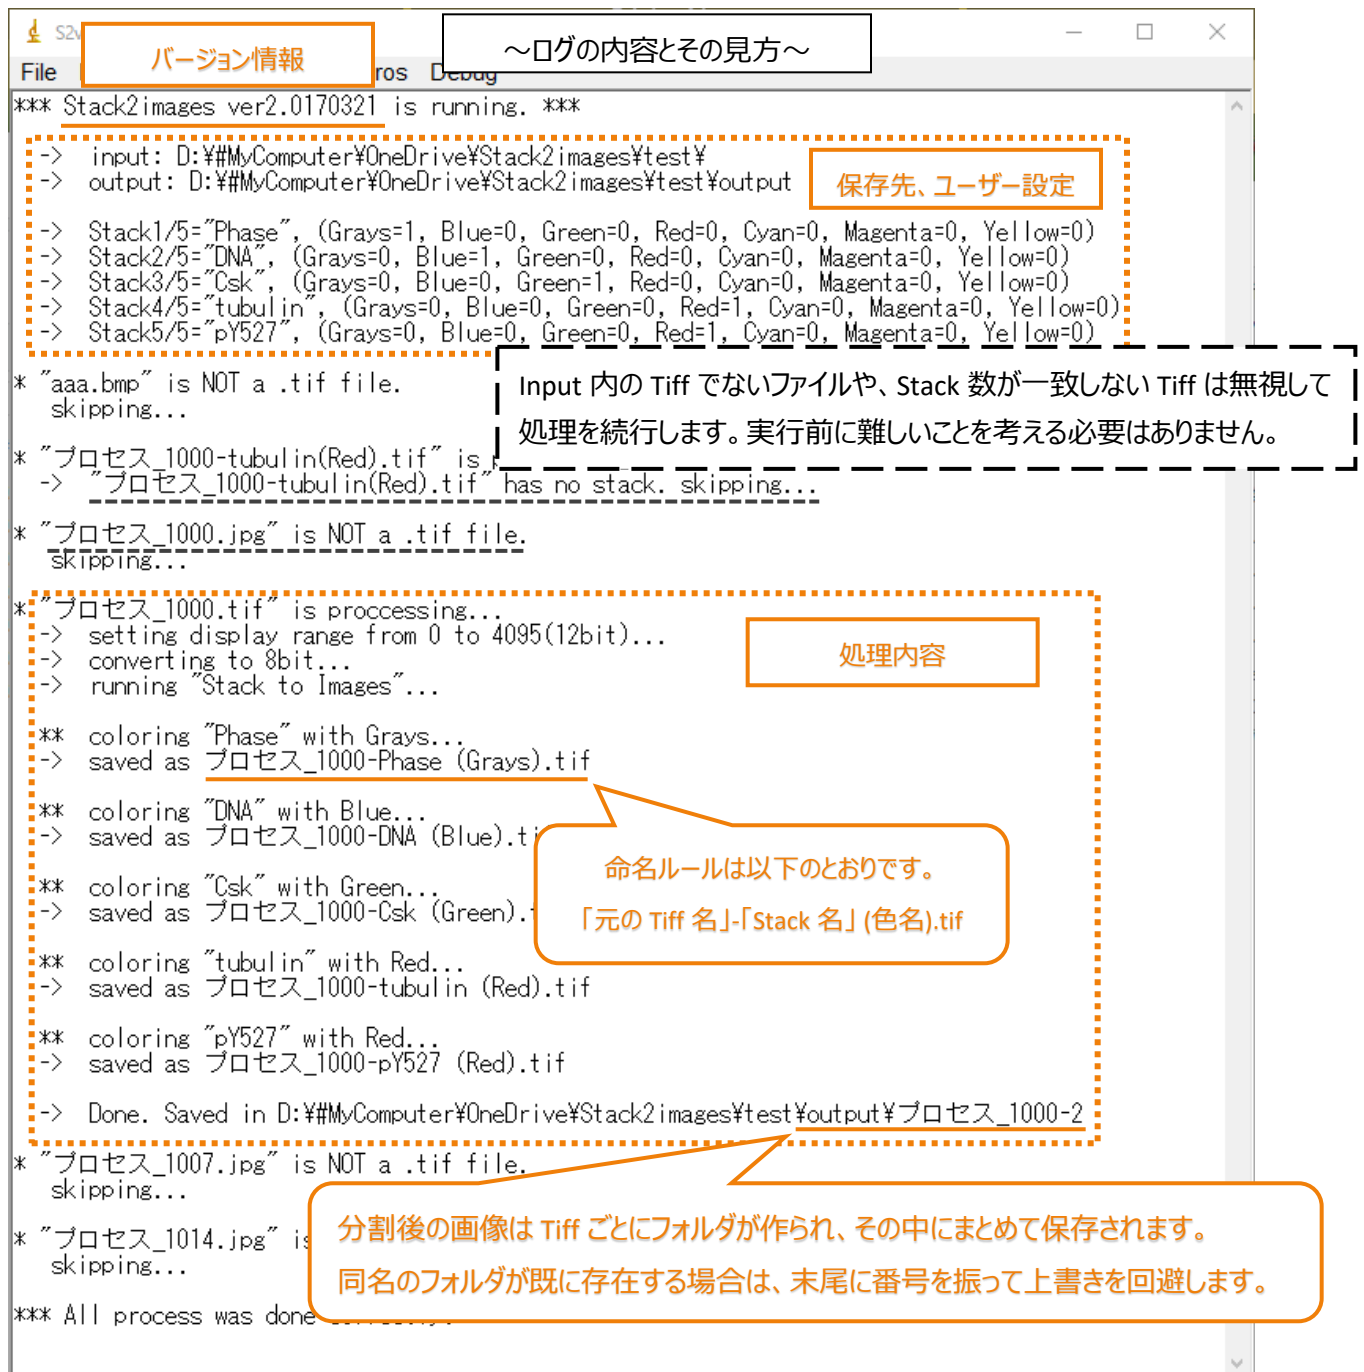 バージョン情報
～ログの内容とその見方～
File
Debug
*** Stack2images ver2.0170321 is running. ***
-> input: D:¥#MyComputer¥OneDrive¥Stack2images¥test¥
-> output: D:¥#MyComputer¥OneDrive¥Stack2images¥test¥output
保存先、ユーザー設定
-> Stack1/5="Phase", (Grays=1, Blue=0, Green=0, Red=0, Cyan=0, Magenta=0, Yellow=0)
-> Stack2/5="DNA", (Grays=0, Blue=1, Green=0, Red=0, Cyan=0, Magenta=0, Yellow=0)
-> Stack3/5="Csk", (Grays=0, Blue=0, Green=1, Red=0, Cyan=0, Magenta=0, Yellow=0)
-> Stack4/5="tubulin", (Grays=0, Blue=0, Green=0, Red=1, Cyan=0, Magenta=0, Yellow=0)
-> Stack5/5="pY527", (Grays=0, Blue=0, Green=0, Red=1, Cyan=0, Magenta=0, Yellow=0)
* "aaa.bmp" is NOT a .tif file.
skipping...
Input 内の Tiff でないファイルや、Stack 数が一致しない Tiff は無視して
処理を続行します。実行前に難しいことを考える必要はありません。
* "プロセス_1000-tubulin(Red).tif" is
-> "プロセス_1000-tubulin(Red).tif" has no stack. skipping...
* "プロセス_1000.jpg" is NOT a .tif file.
skipping...
* "プロセス_1000.tif" is proccessing...
-> setting display range from 0 to 4095(12bit)...
-> converting to 8bit...
-> running "Stack to Images"...
処理内容
** coloring "Phase" with Grays...
-> saved as プロセス_1000-Phase (Grays).tif
** coloring "DNA" with Blue...
-> saved as プロセス_1000-DNA (Blue).ti
** coloring "Csk" with Green...
-> saved as プロセス_1000-Csk (Green).
命名ルールは以下のとおりです。
「元の Tiff 名」-「Stack 名」 (色名).tif
** coloring "tubulin" with Red...
-> saved as プロセス_1000-tubulin (Red).tif
** coloring "pY527" with Red...
-> saved as プロセス_1000-pY527 (Red).tif
-> Done. Saved in D:¥#MyComputer¥OneDrive¥Stack2images¥test¥output¥プロセス_1000-2
* "プロセス_1007.jpg" is NOT a .tif file.
skipping...
* "プロセス_1014.jpg" is
skipping...
分割後の画像は Tiff ごとにフォルダが作られ、その中にまとめて保存されます。
同名のフォルダが既に存在する場合は、末尾に番号を振って上書きを回避します。
*** All process was done